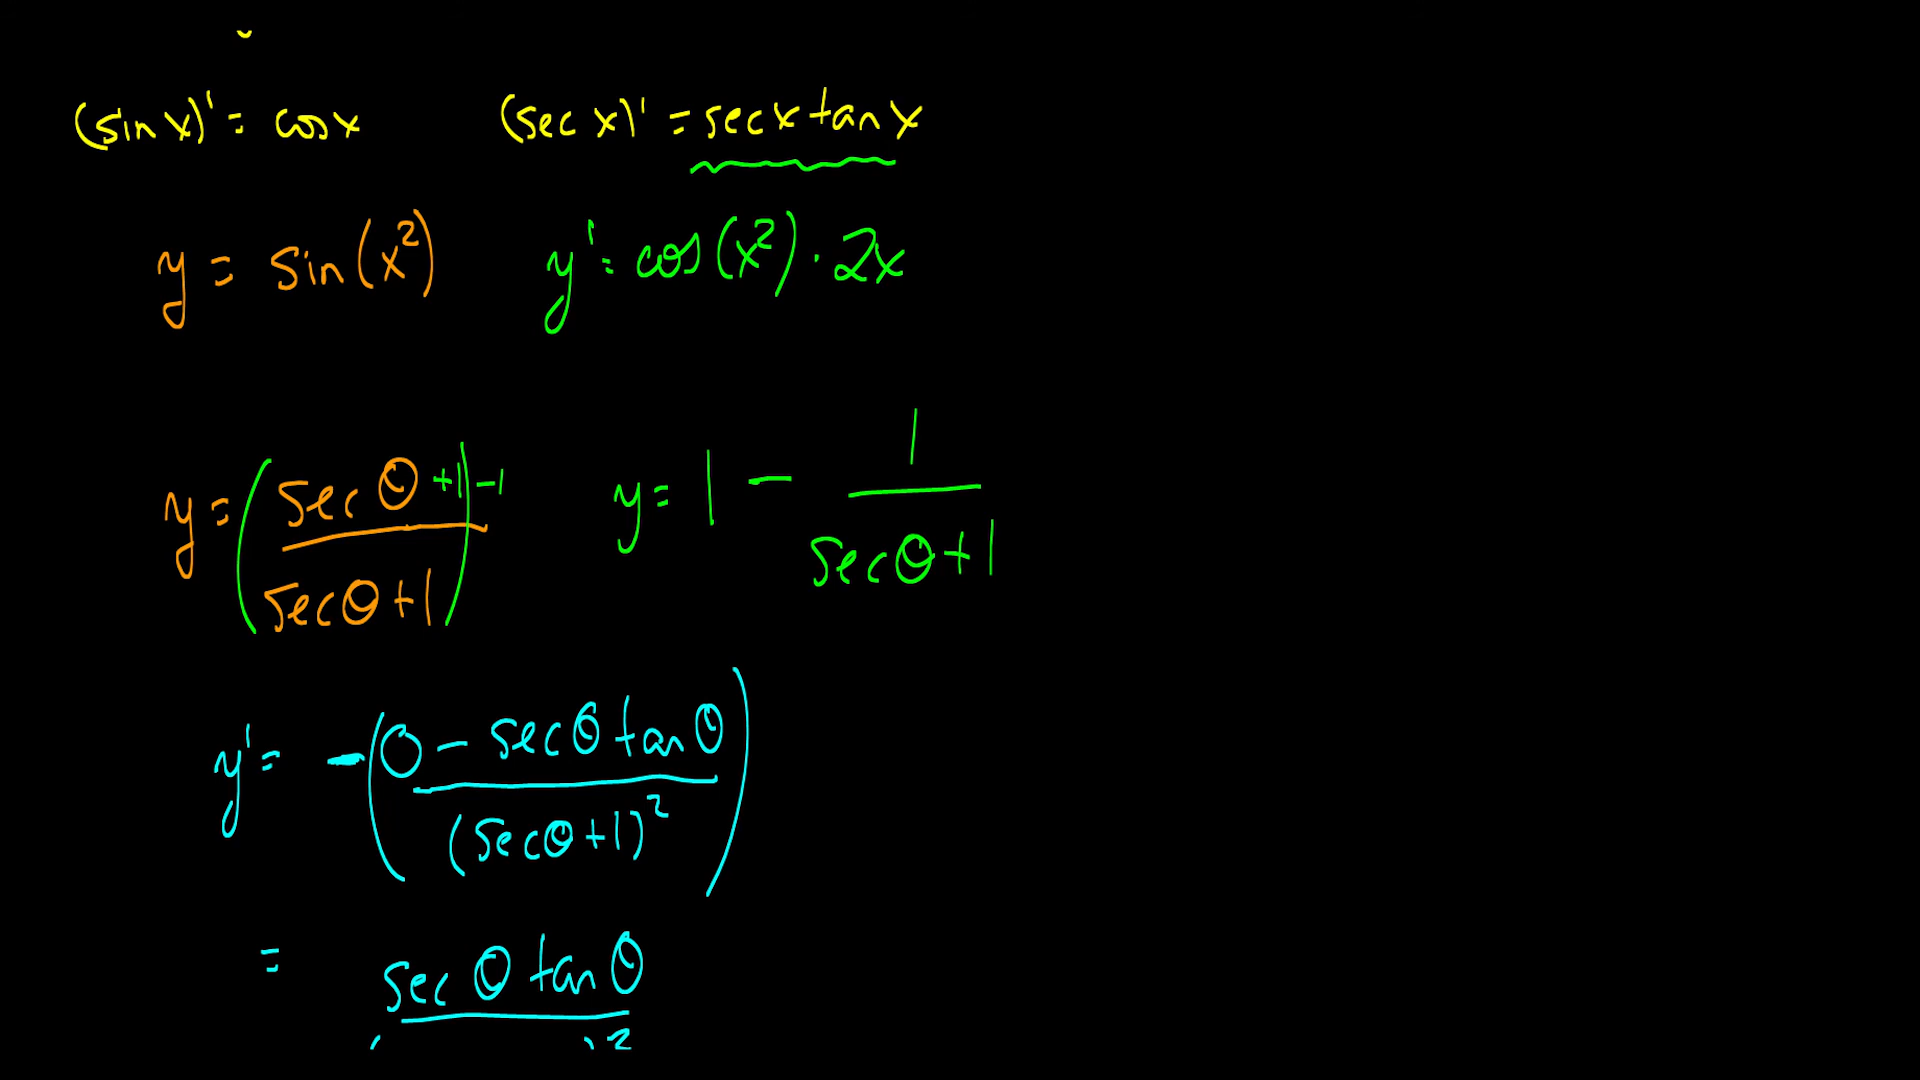 (sin x)' = cos x
(sec x)' = sec x tan x
y = sin(x²)
y' = cos(x²) · 2x
y = (sec θ +1) -1 / sec θ + 1
y = 1 - 1 / sec θ + 1
y' = -(0 - sec θ tan θ / (sec θ + 1)²)
= sec θ tan θ
2